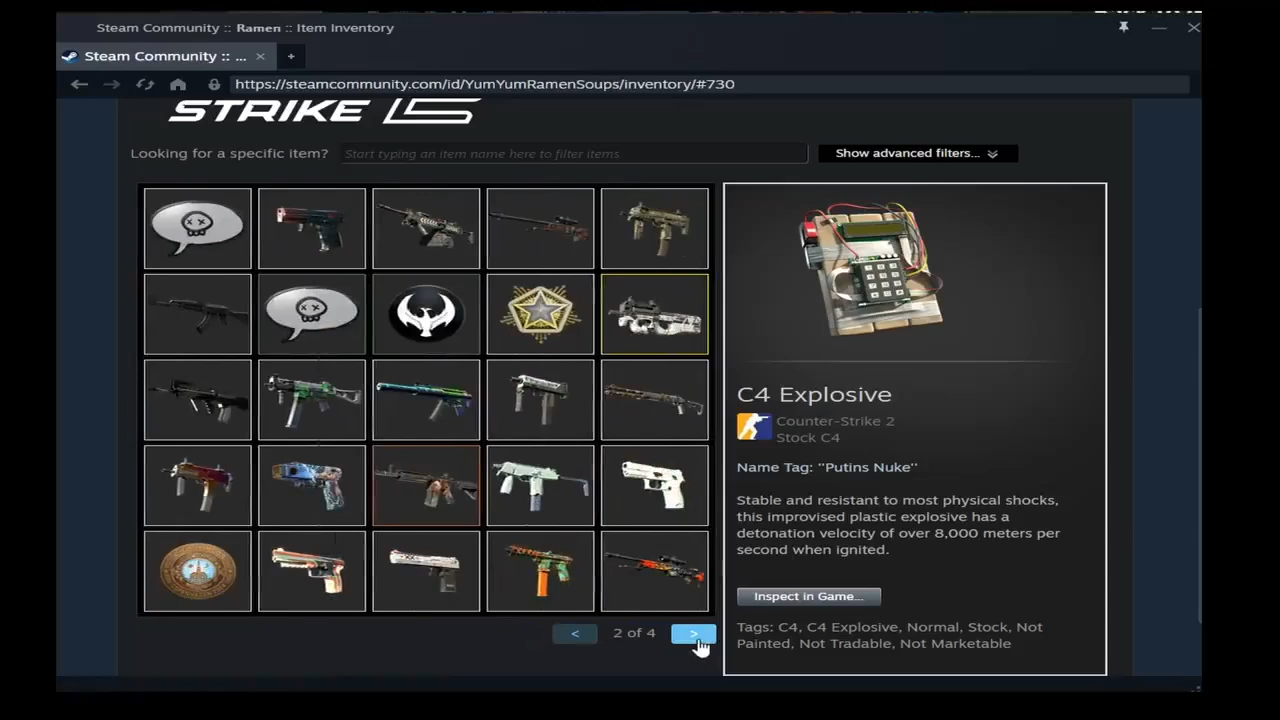 Steam Community :: Ramen :: Item Inventory
Steam Community :: ...
https://steamcommunity.com/id/YumYumRamenSoups/inventory/#730
STRIKE
Looking for a specific item?
Start typing an item name here to filter items
Show advanced filters...
C4 Explosive
Counter-Strike 2
Stock C4
Name Tag: ''Putins Nuke''
Stable and resistant to most physical shocks,
this improvised plastic explosive has a
detonation velocity of over 8,000 meters per
second when ignited.
Inspect in Game...
< 2 of 4 >
Tags: C4, C4 Explosive, Normal, Stock, Not
Painted, Not Tradable, Not Marketable